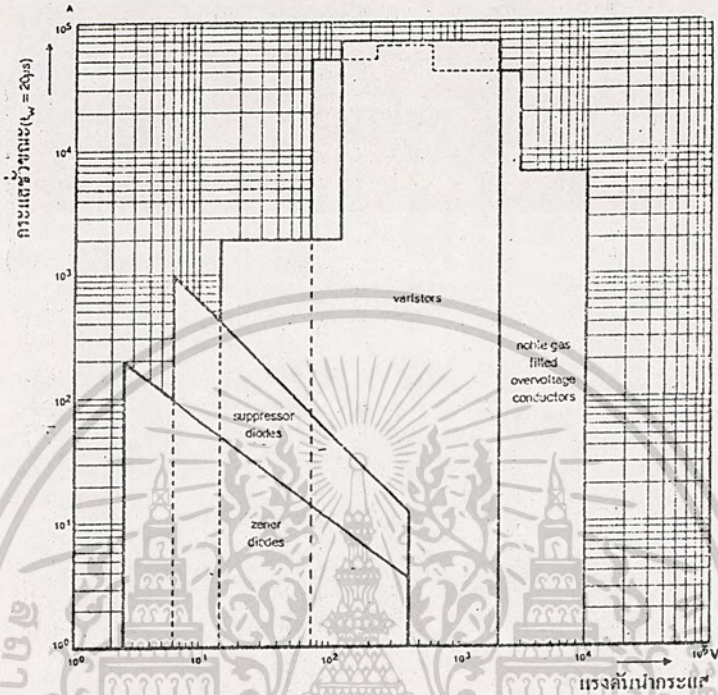 A
10⁵
กระแสชั่วขณะ(t_w = 20μs)
10⁴
10³
varistors
noble gas
filled
overvoltage
conductors
10²
suppressor
diodes
10¹
zener
diodes
10⁰
10⁰ 10¹ 10² 10³ 10⁴ 10⁵ V
แรงดันนำกระแส